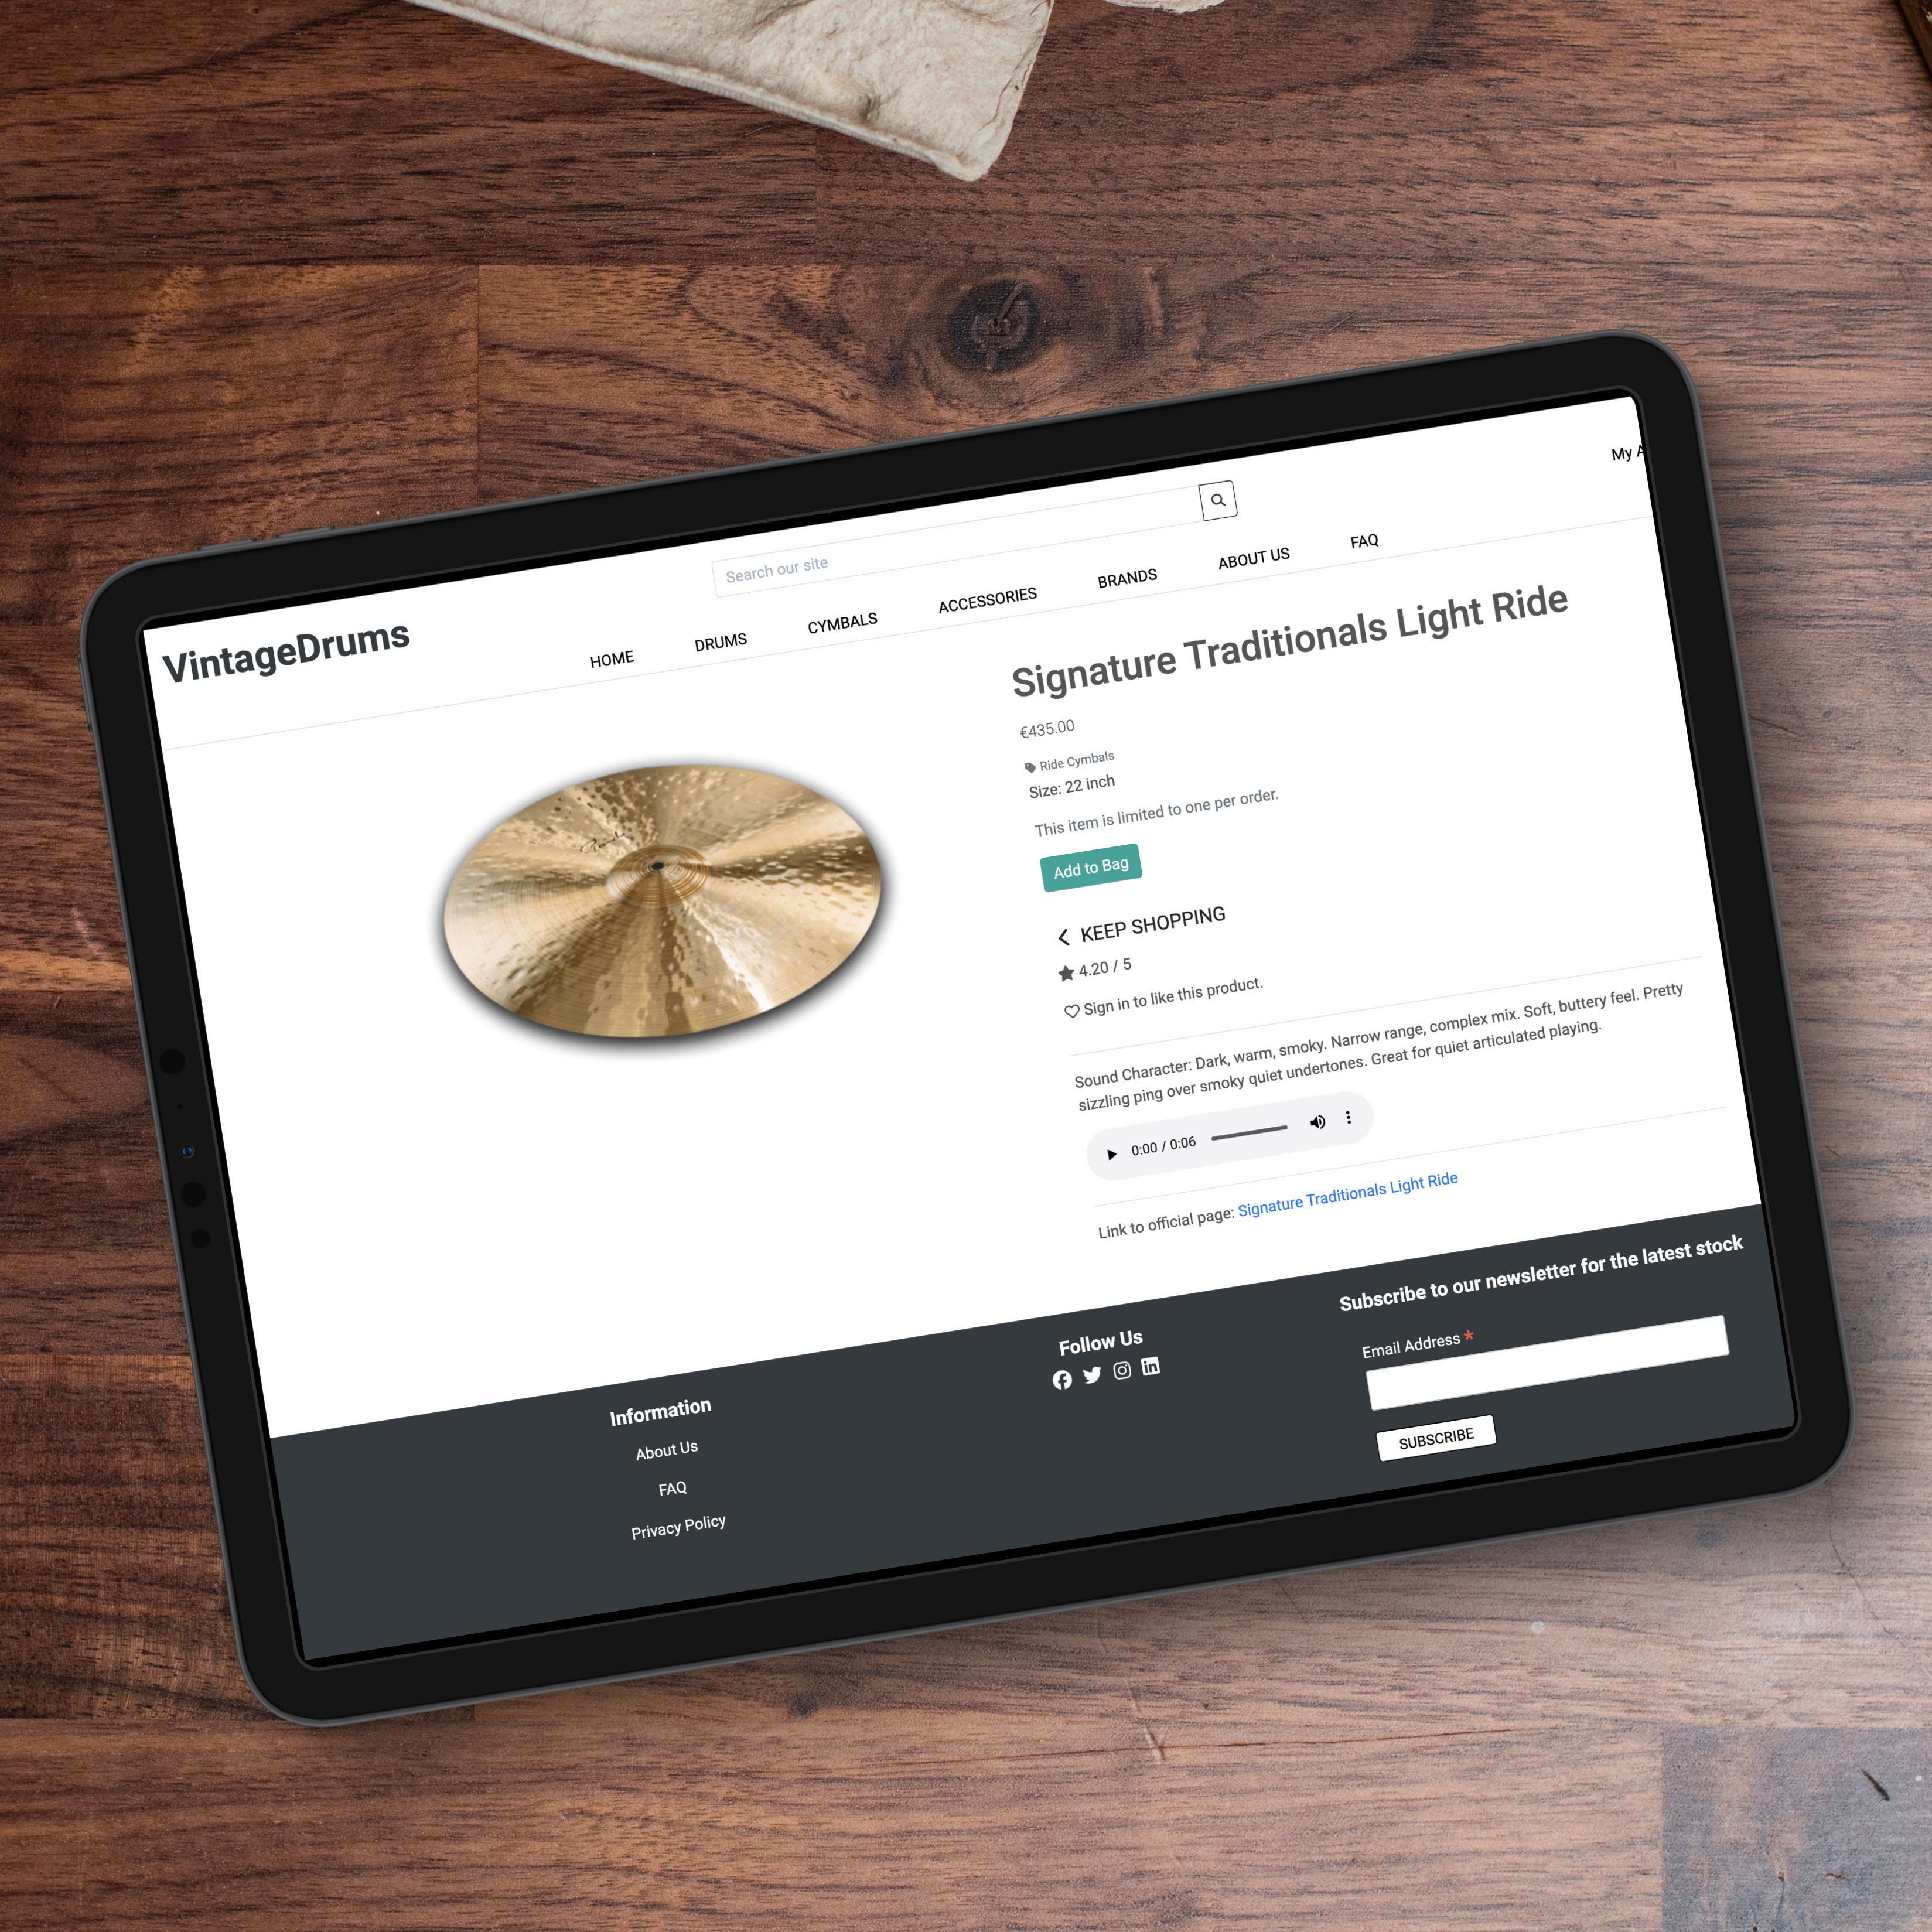 My A
Search our site
VintageDrums
HOME DRUMS CYMBALS ACCESSORIES BRANDS ABOUT US FAQ
Signature Traditionals Light Ride
€435.00
Ride Cymbals
Size: 22 inch
This item is limited to one per order.
Add to Bag
KEEP SHOPPING
4.20 / 5
Sign in to like this product.
Sound Character: Dark, warm, smoky. Narrow range, complex mix. Soft, buttery feel. Pretty
sizzling ping over smoky quiet undertones. Great for quiet articulated playing.
0:00 / 0:06
Link to official page: Signature Traditionals Light Ride
Information
About Us
FAQ
Privacy Policy
Follow Us
Subscribe to our newsletter for the latest stock
Email Address *
SUBSCRIBE